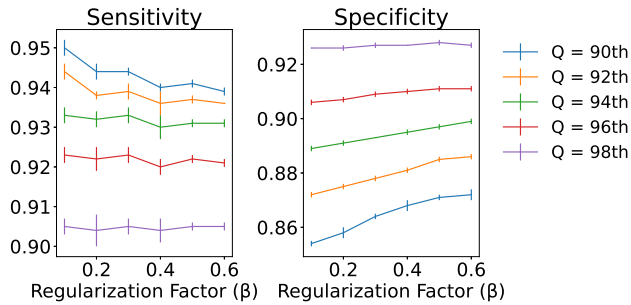 Sensitivity
0.95
0.94
0.93
0.92
0.91
0.90
0.2 0.4 0.6
Regularization Factor (β)
Specificity
0.92
0.90
0.88
0.86
0.2 0.4 0.6
Regularization Factor (β)
Q = 90th
Q = 92th
Q = 94th
Q = 96th
Q = 98th